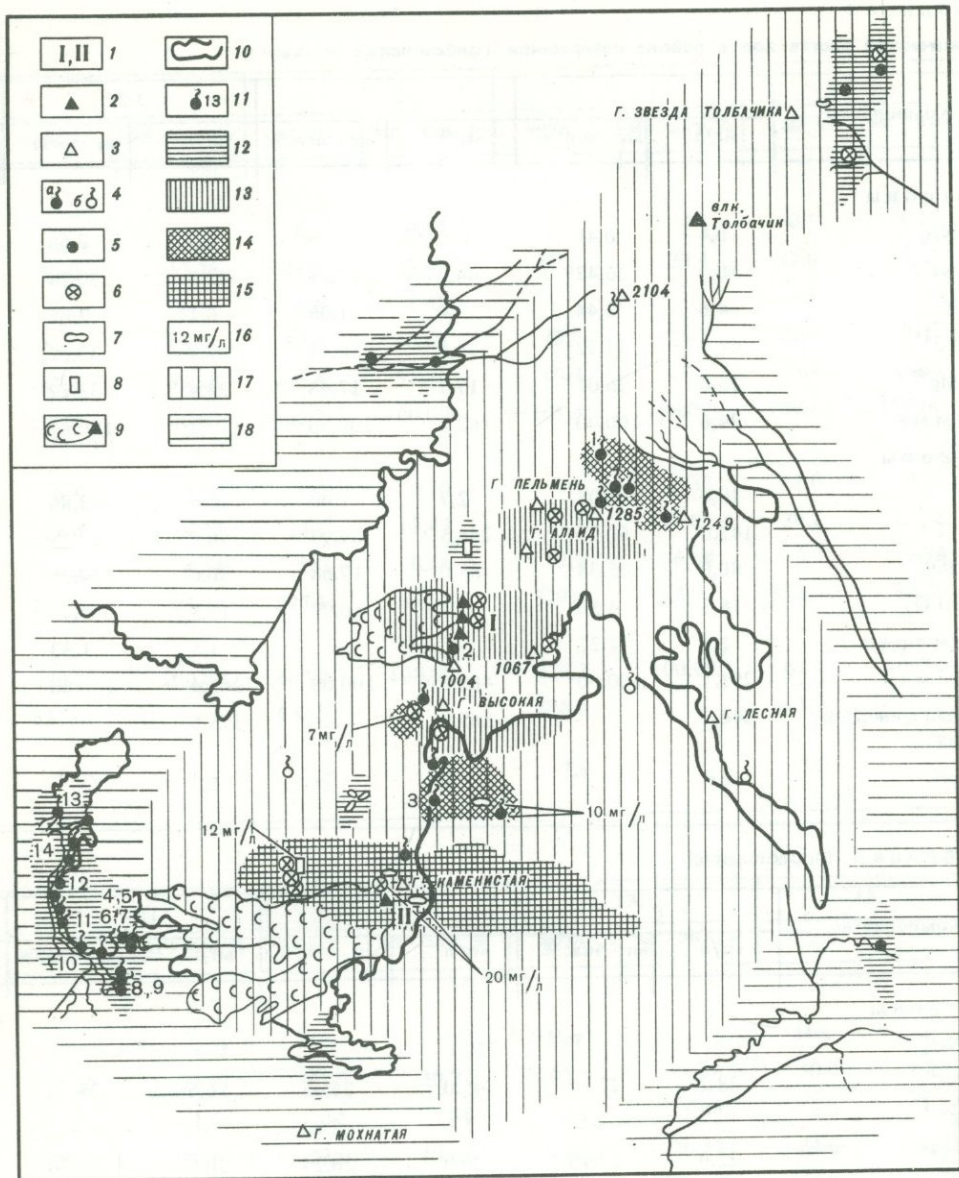 I, II 1
2
3
а б 4
5
6
7
8
9
10
13 11
12
13
14
15
12 мг/л 16
17
18
Г. ЗВЕЗДА ТОЛБАЧИКА
влк.
Толбачик
2104
1
Г ПЕЛЬМЕНЬ
1285
1249
Г. АЛАИД
I
2
1067
1004
Г. ВЫСОКАЯ
7 мг/л
Г. ЛЕСНАЯ
3
10 мг/л
13
12 мг/л
14
12
Г. КАМЕНИСТАЯ
4, 5
6, 7
II
11
10
20 мг/л
8, 9
Г. МОХНАТАЯ